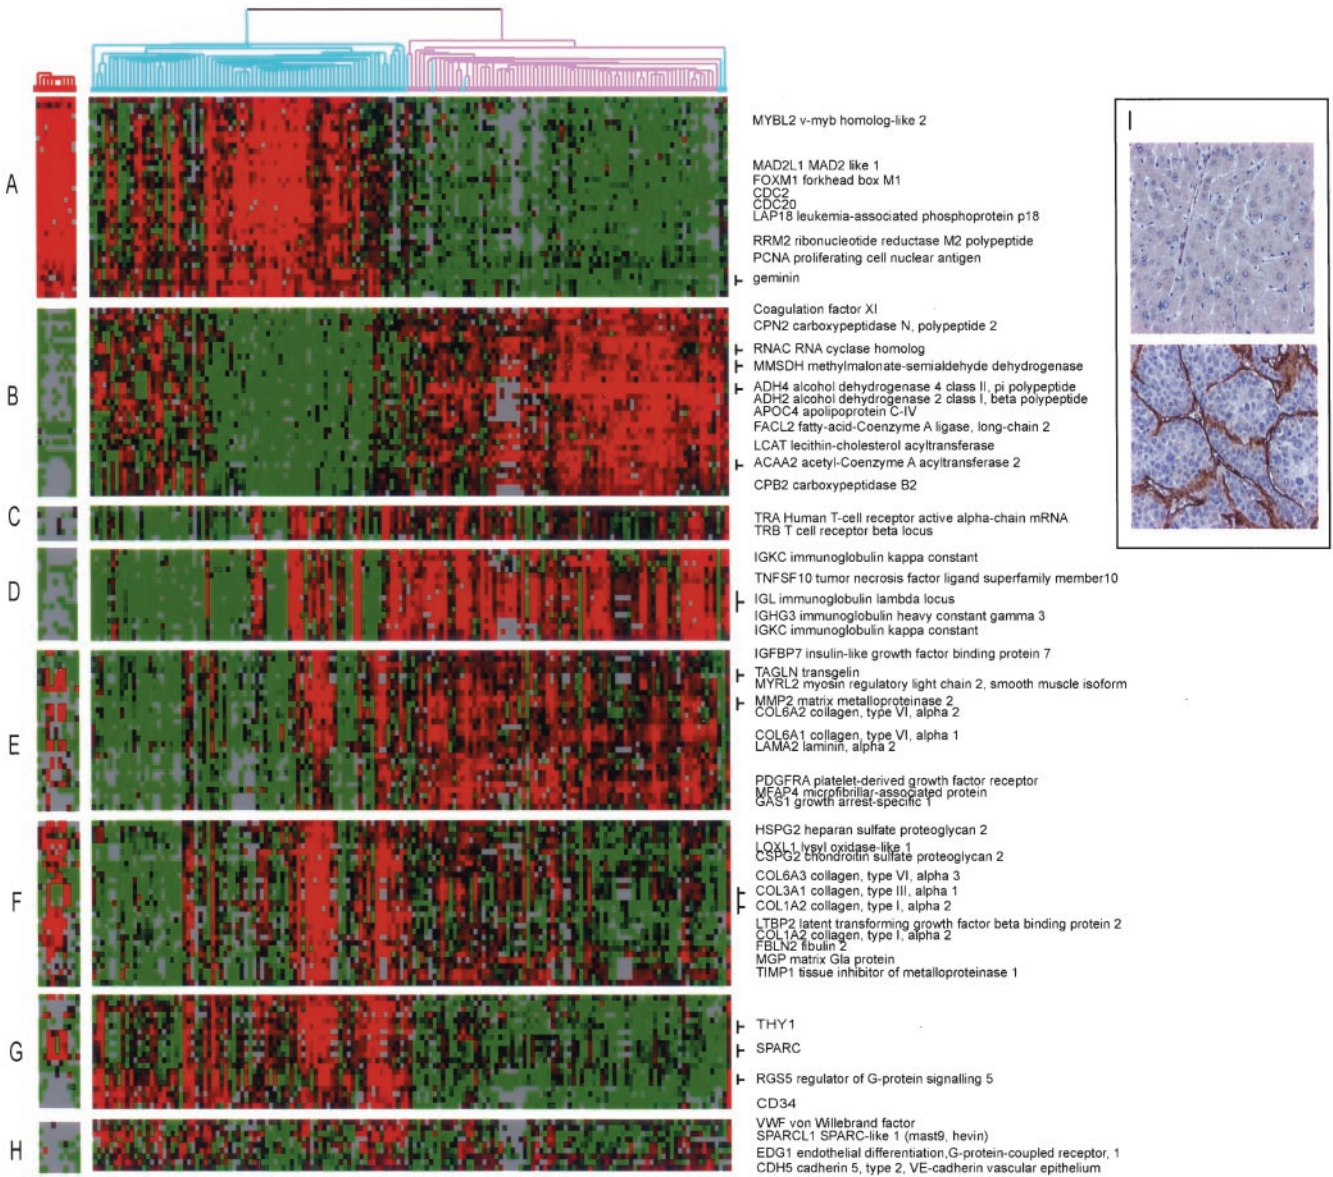 A
MYBL2 v-myb homolog-like 2
MAD2L1 MAD2 like 1
FOXM1 forkhead box M1
CDC2
CDC20
LAP18 leukemia-associated phosphoprotein p18
RRM2 ribonucleotide reductase M2 polypeptide
PCNA proliferating cell nuclear antigen
geminin
I
B
Coagulation factor XI
CPN2 carboxypeptidase N, polypeptide 2
RNAC RNA cyclase homolog
MMSDH methylmalonate-semialdehyde dehydrogenase
ADH4 alcohol dehydrogenase 4 class II, pi polypeptide
ADH2 alcohol dehydrogenase 2 class I, beta polypeptide
APOC4 apolipoprotein C-IV
FACL2 fatty-acid-Coenzyme A ligase, long-chain 2
LCAT lecithin-cholesterol acyltransferase
ACAA2 acetyl-Coenzyme A acyltransferase 2
CPB2 carboxypeptidase B2
C
TRA Human T-cell receptor active alpha-chain mRNA
TRB T cell receptor beta locus
D
IGKC immunoglobulin kappa constant
TNFSF10 tumor necrosis factor ligand superfamily member10
IGL immunoglobulin lambda locus
IGHG3 immunoglobulin heavy constant gamma 3
IGKC immunoglobulin kappa constant
E
IGFBP7 insulin-like growth factor binding protein 7
TAGLN transgelin
MYRL2 myosin regulatory light chain 2, smooth muscle isoform
MMP2 matrix metalloproteinase 2
COL6A2 collagen, type VI, alpha 2
COL6A1 collagen, type VI, alpha 1
LAMA2 laminin, alpha 2
PDGFRA platelet-derived growth factor receptor
MFAP4 microfibrillar-associated protein
GAS1 growth arrest-specific 1
F
HSPG2 heparan sulfate proteoglycan 2
LOXL1 lysyl oxidase-like 1
CSPG2 chondroitin sulfate proteoglycan 2
COL6A3 collagen, type VI, alpha 3
COL3A1 collagen, type III, alpha 1
COL1A2 collagen, type I, alpha 2
LTBP2 latent transforming growth factor beta binding protein 2
COL1A2 collagen, type I, alpha 2
FBLN2 fibulin 2
MGP matrix Gla protein
TIMP1 tissue inhibitor of metalloproteinase 1
G
THY1
SPARC
RGS5 regulator of G-protein signalling 5
CD34
H
VWF von Willebrand factor
SPARCL1 SPARC-like 1 (mast9, hevin)
EDG1 endothelial differentiation,G-protein-coupled receptor, 1
CDH5 cadherin 5, type 2, VE-cadherin vascular epithelium